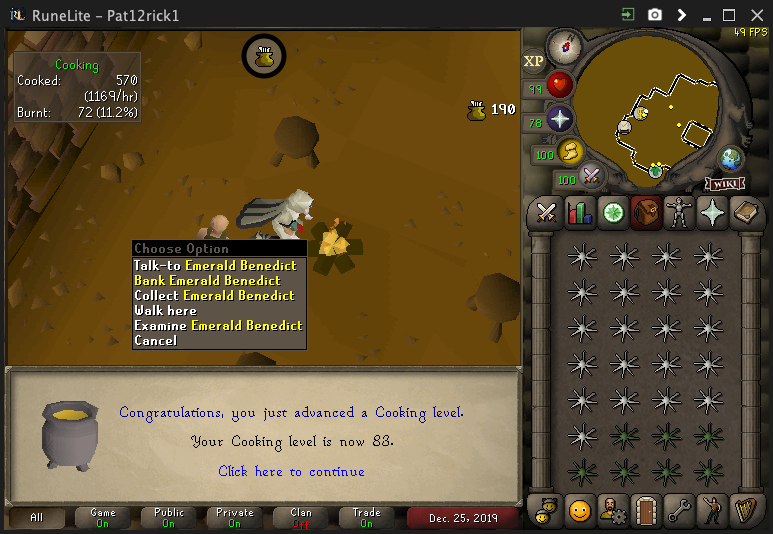 RuneLite - Pat12rick1
49 FPS
Cooking
Cooked: 570
(1169/hr)
Burnt: 72 (11.2%)
190
XP
99
78
100
100
WIKI
Choose Option
Talk-to Emerald Benedict
Bank Emerald Benedict
Collect Emerald Benedict
Walk here
Examine Emerald Benedict
Cancel
Congratulations, you just advanced a Cooking level.
Your Cooking level is now 83.
Click here to continue
All
Game
On
Public
On
Private
On
Clan
Off
Trade
On
Dec. 25, 2019